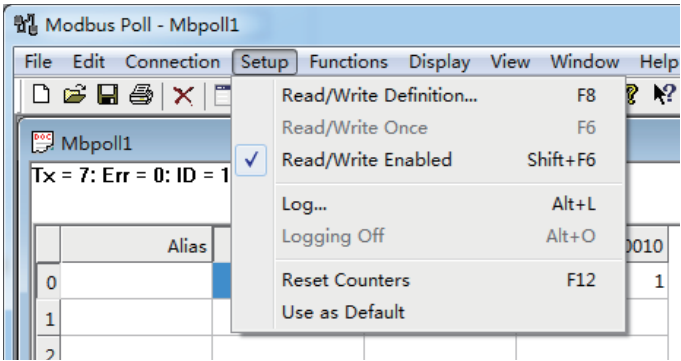 Modbus Poll - Mbpoll1
File Edit Connection Setup Functions Display View Window Help
Read/Write Definition... F8
Read/Write Once F6
Mbpoll1
Read/Write Enabled Shift+F6
Tx = 7: Err = 0: ID = 1
Log... Alt+L
Logging Off Alt+O
Alias 0010
0 1
Reset Counters F12
1
Use as Default
2